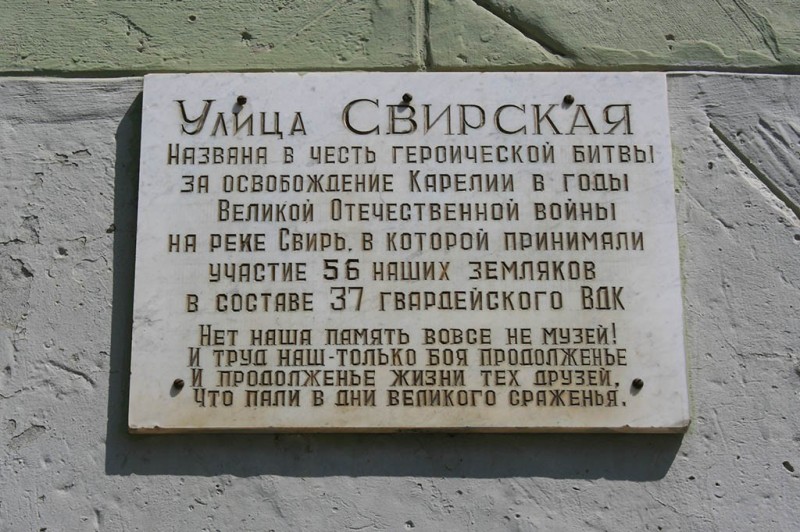 Улица Свирская
Названа в честь героической битвы
за освобождение Карелии в годы
Великой Отечественной войны
на реке Свирь, в которой принимали
участие 56 наших земляков
в составе 37 гвардейского ВДК
Нет наша память вовсе не музей!
И труд наш-только боя продолженье
И продолженье жизни тех друзей,
Что пали в дни великого сраженья.